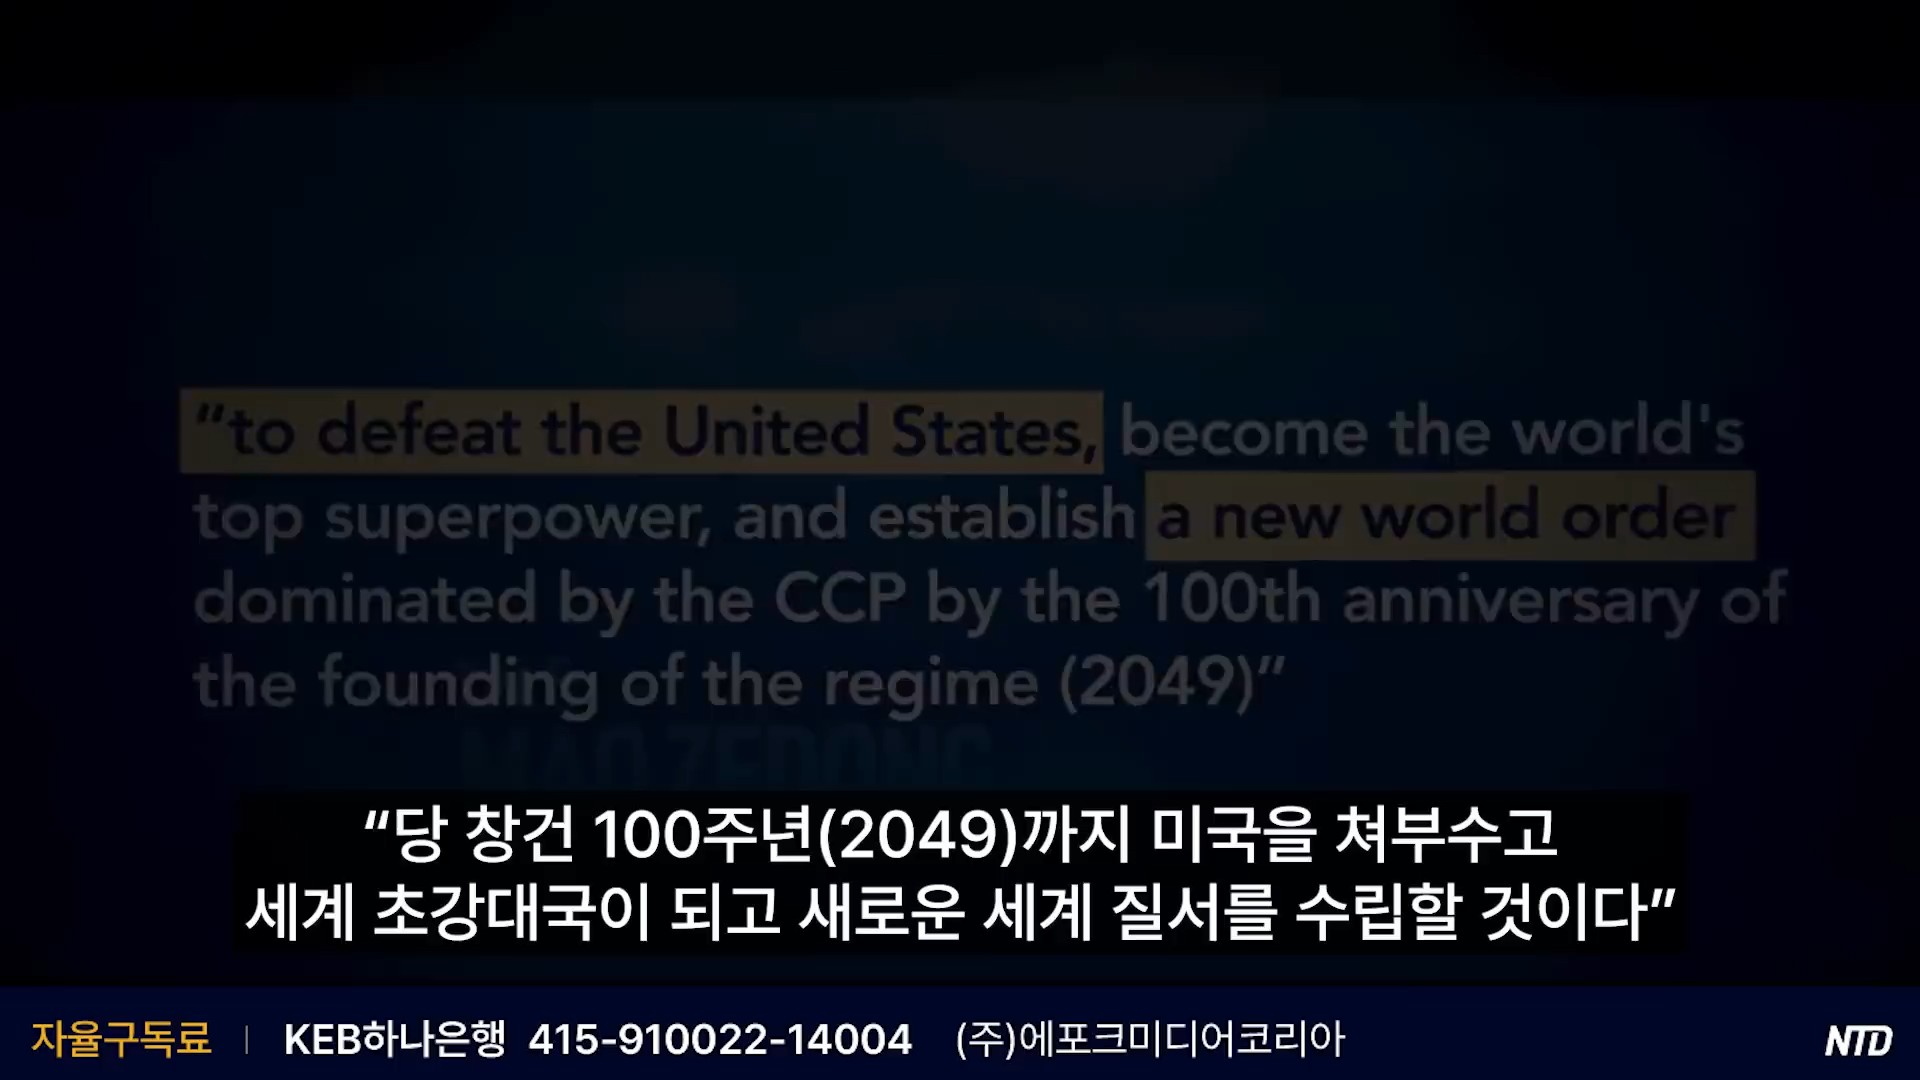 “to defeat the United States, become the world's
top superpower, and establish a new world order
dominated by the CCP by the 100th anniversary of
the founding of the regime (2049)”
MAO ZEDONG
“당 창건 100주년(2049)까지 미국을 쳐부수고
세계 초강대국이 되고 새로운 세계 질서를 수립할 것이다”
자율구독료 | KEB하나은행 415-910022-14004 (주)에포크미디어코리아
NTD